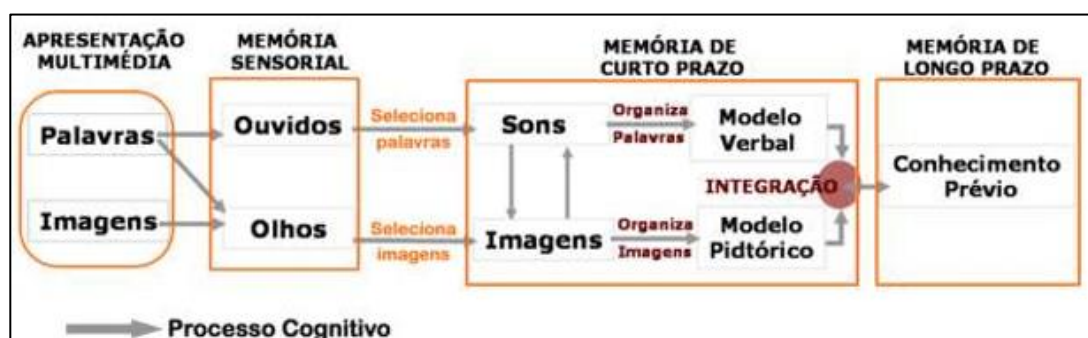 APRESENTAÇÃO
MULTIMÉDIA
MEMÓRIA
SENSORIAL
MEMÓRIA DE
CURTO PRAZO
MEMÓRIA DE
LONGO PRAZO
Palavras
Ouvidos
Seleciona
palavras
Sons
Organiza
Palavras
Modelo
Verbal
INTEGRAÇÃO
Conhecimento
Prévio
Imagens
Olhos
Seleciona
imagens
Imagens
Organiza
Imagens
Modelo
Pidtórico
Processo Cognitivo